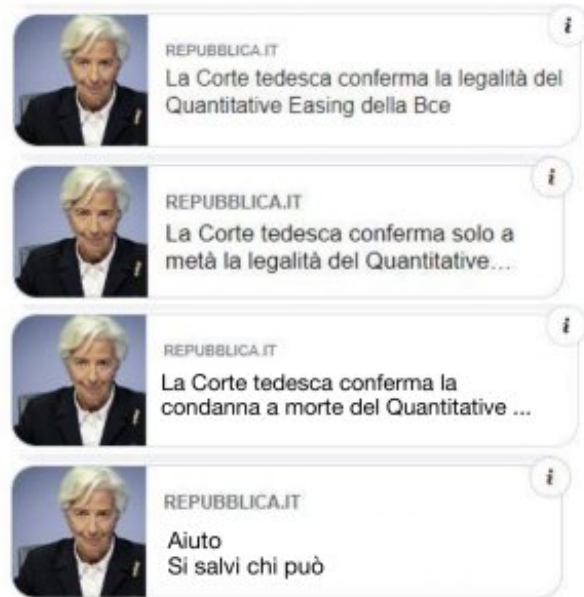 REPUBBLICA.IT
La Corte tedesca conferma la legalità del
Quantitative Easing della Bce
REPUBBLICA.IT
La Corte tedesca conferma solo a
metà la legalità del Quantitative...
REPUBBLICA.IT
La Corte tedesca conferma la
condanna a morte del Quantitative ...
REPUBBLICA.IT
Aiuto
Si salvi chi può